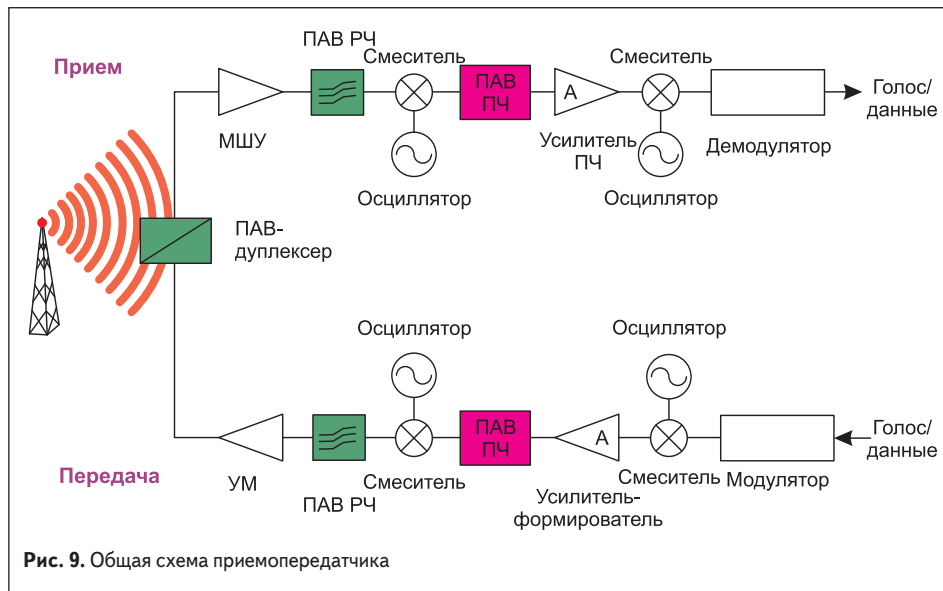 Прием
ПАВ РЧ
Смеситель
ПАВ
ПЧ
A
Смеситель
Голос/
данные
МШУ
Осциллятор
Усилитель
ПЧ
Осциллятор
Демодулятор
ПАВ-
дуплексер
Осциллятор
Осциллятор
Передача
УМ
ПАВ РЧ
Смеситель
ПАВ
ПЧ
A
Усилитель-
формирователь
Смеситель
Модулятор
Голос/
данные
Рис. 9. Общая схема приемопередатчика